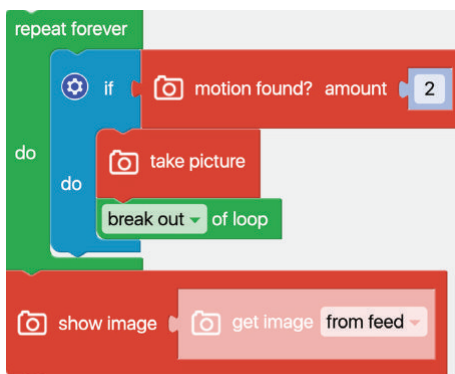 repeat forever
if motion found? amount 2
do
take picture
do
break out of loop
show image get image from feed